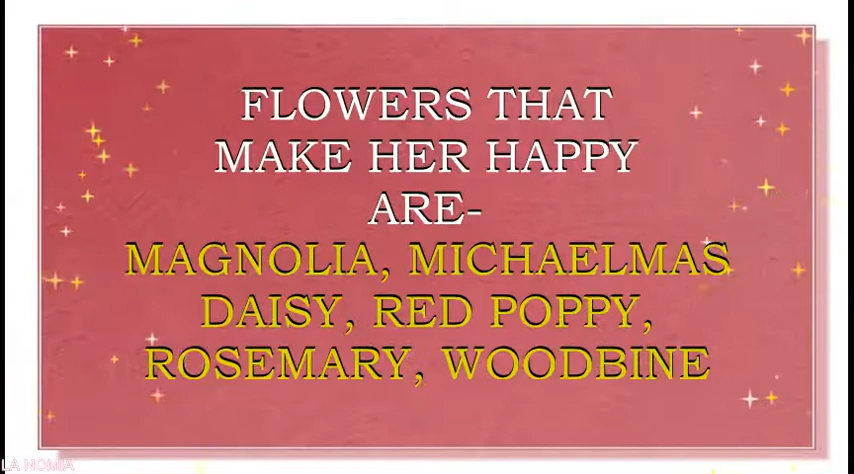 FLOWERS THAT
MAKE HER HAPPY
ARE-
MAGNOLIA, MICHAELMAS
DAISY, RED POPPY,
ROSEMARY, WOODBINE
LA NOMIA